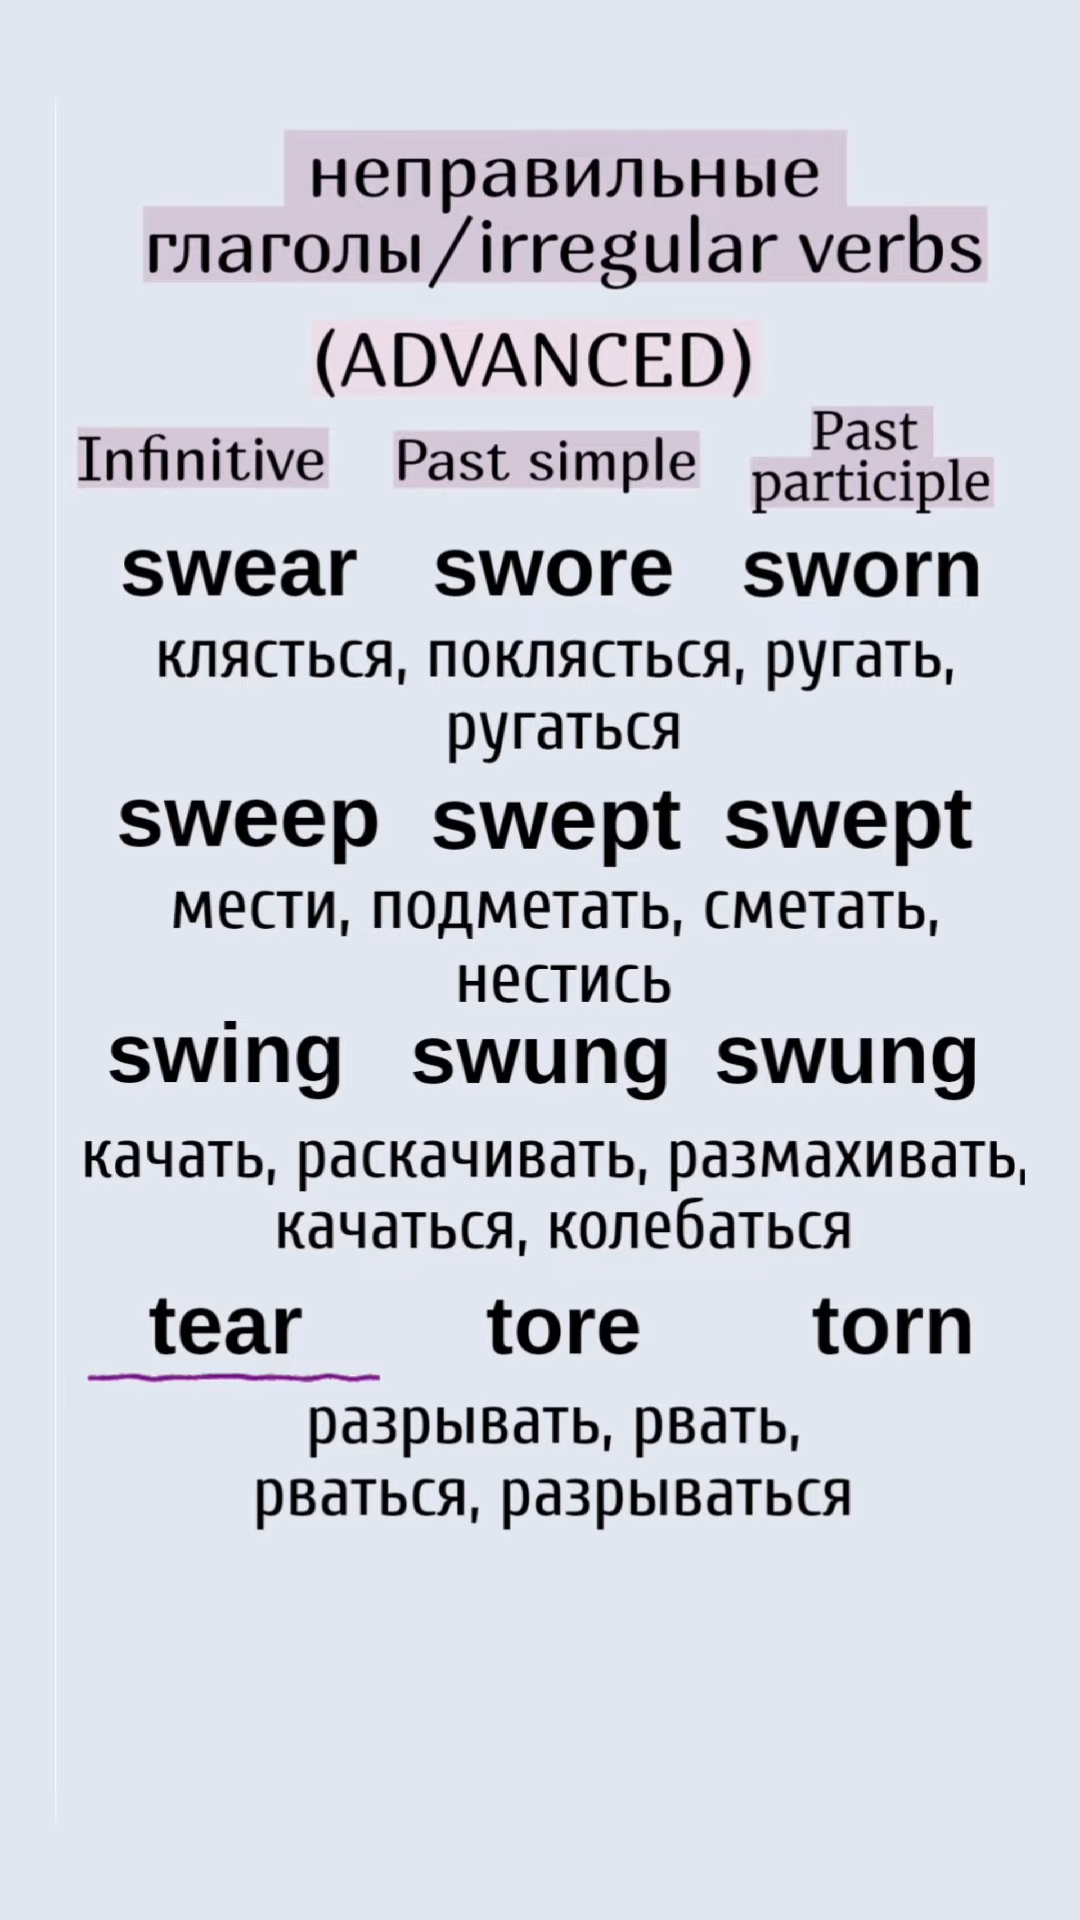 неправильные
глаголы/irregular verbs
(ADVANCED)
Infinitive Past simple Past participle
swear swore sworn
клясться, поклясться, ругать,
ругаться
sweep swept swept
мести, подметать, сметать,
нестись
swing swung swung
качать, раскачивать, размахивать,
качаться, колебаться
tear tore torn
разрывать, рвать,
рваться, разрываться